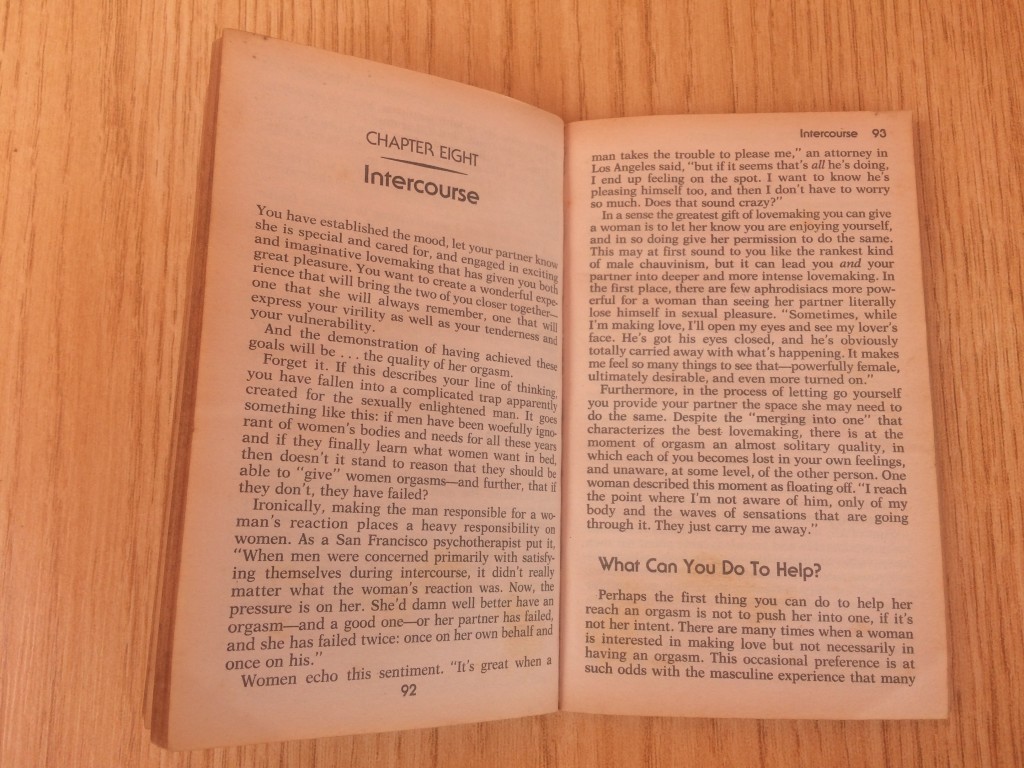 CHAPTER EIGHT
Intercourse
You have established the mood, let your partner know
she is special and cared for, and engaged in exciting
and imaginative lovemaking that has given you both
great pleasure. You want to create a wonderful expe-
rience that will bring the two of you closer together—
one that she will always remember, one that will
express your virility as well as your tenderness and
your vulnerability.
And the demonstration of having achieved these
goals will be . . . the quality of her orgasm.
Forget it. If this describes your line of thinking,
you have fallen into a complicated trap apparently
created for the sexually enlightened man. It goes
something like this: if men have been woefully igno-
rant of women's bodies and needs for all these years
and if they finally learn what women want in bed,
then doesn't it stand to reason that they should be
able to "give" women orgasms—and further, that if
they don't, they have failed?
Ironically, making the man responsible for a wo-
man's reaction places a heavy responsibility on
women. As a San Francisco psychotherapist put it,
"When men were concerned primarily with satisfy-
ing themselves during intercourse, it didn't really
matter what the woman's reaction was. Now, the
pressure is on her. She'd damn well better have an
orgasm—and a good one—or her partner has failed,
and she has failed twice: once on her own behalf and
once on his."
Women echo this sentiment. "It's great when a
92
Intercourse 93
man takes the trouble to please me," an attorney in
Los Angeles said, "but if it seems that's all he's doing,
I end up feeling on the spot. I want to know he's
pleasing himself too, and then I don't have to worry
so much. Does that sound crazy?"
In a sense the greatest gift of lovemaking you can give
a woman is to let her know you are enjoying yourself,
and in so doing give her permission to do the same.
This may at first sound to you like the rankest kind
of male chauvinism, but it can lead you and your
partner into deeper and more intense lovemaking. In
the first place, there are few aphrodisiacs more pow-
erful for a woman than seeing her partner literally
lose himself in sexual pleasure. "Sometimes, while
I'm making love, I'll open my eyes and see my lover's
face. He's got his eyes closed, and he's obviously
totally carried away with what's happening. It makes
me feel so many things to see that—powerfully female,
ultimately desirable, and even more turned on."
Furthermore, in the process of letting go yourself
you provide your partner the space she may need to
do the same. Despite the "merging into one" that
characterizes the best lovemaking, there is at the
moment of orgasm an almost solitary quality, in
which each of you becomes lost in your own feelings,
and unaware, at some level, of the other person. One
woman described this moment as floating off. "I reach
the point where I'm not aware of him, only of my
body and the waves of sensations that are going
through it. They just carry me away."
What Can You Do To Help?
Perhaps the first thing you can do to help her
reach an orgasm is not to push her into one, if it's
not her intent. There are many times when a woman
is interested in making love but not necessarily in
having an orgasm. This occasional preference is at
such odds with the masculine experience that many